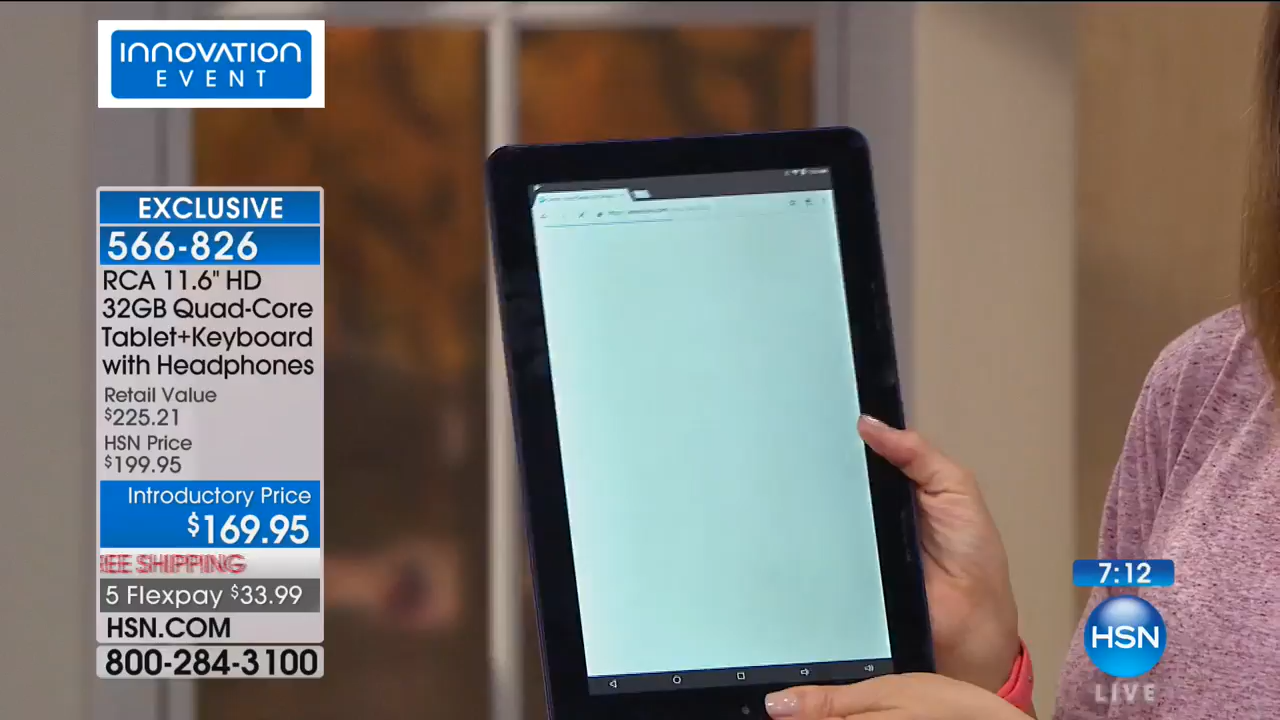 INNOVATION
EVENT
EXCLUSIVE
566-826
RCA 11.6" HD
32GB Quad-Core
Tablet+Keyboard
with Headphones
Retail Value
$225.21
HSN Price
$199.95
Introductory Price
$169.95
EE SHIPPING
5 Flexpay $33.99
HSN.COM
800-284-3100
7:12
HSN
LIVE